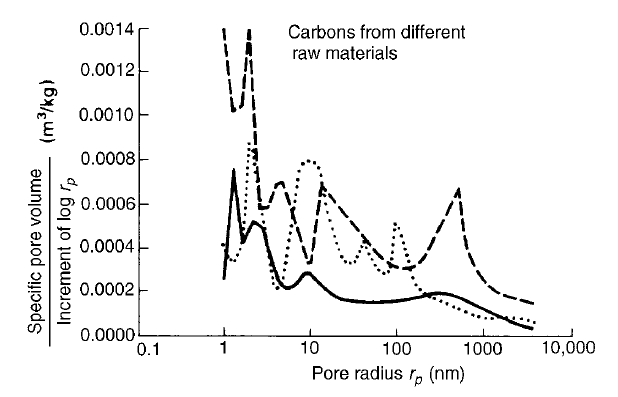 Carbons from different
raw materials
Specific pore volume
Increment of log rp
(m³/kg)
0.0014
0.0012
0.0010
0.0008
0.0006
0.0004
0.0002
0.0000
0.1
1
10
100
1000
10,000
Pore radius rp (nm)